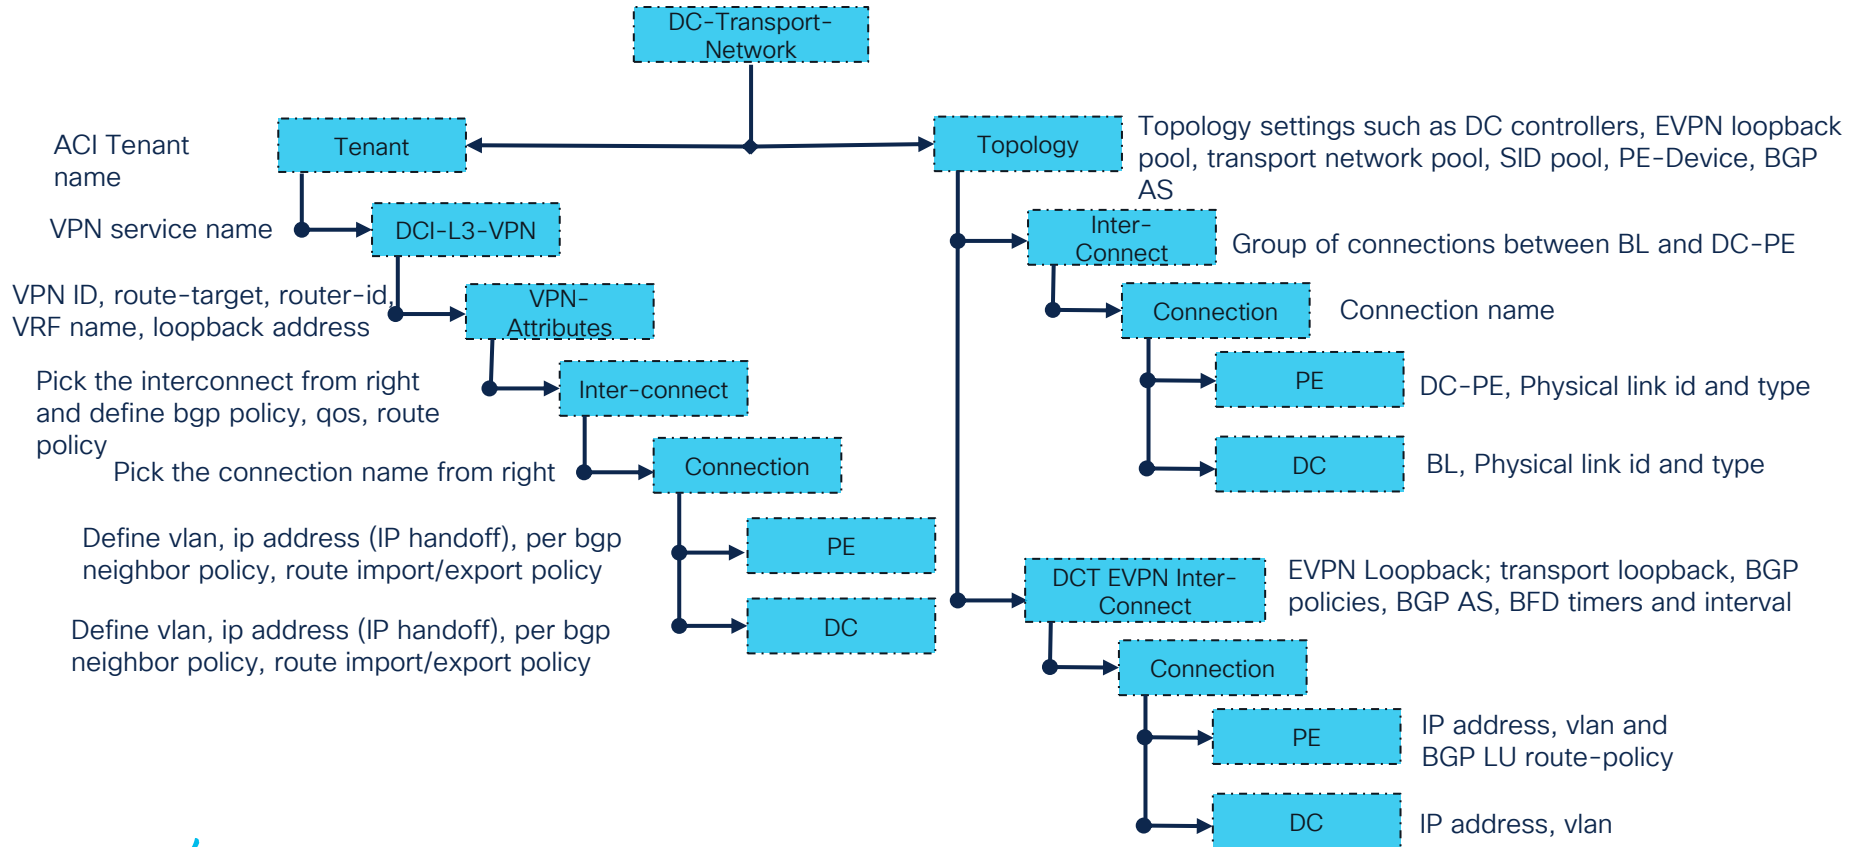 DC-Transport-
Network
ACI Tenant
name
Tenant
Topology
Topology settings such as DC controllers, EVPN loopback
pool, transport network pool, SID pool, PE-Device, BGP
AS
VPN service name
DCI-L3-VPN
Inter-
Connect
Group of connections between BL and DC-PE
VPN ID, route-target, router-id,
VRF name, loopback address
VPN-
Attributes
Connection
Connection name
Pick the interconnect from right
and define bgp policy, qos, route
policy
Inter-connect
PE
DC-PE, Physical link id and type
Pick the connection name from right
Connection
DC
BL, Physical link id and type
Define vlan, ip address (IP handoff), per bgp
neighbor policy, route import/export policy
PE
DCT EVPN Inter-
Connect
EVPN Loopback; transport loopback, BGP
policies, BGP AS, BFD timers and interval
Define vlan, ip address (IP handoff), per bgp
neighbor policy, route import/export policy
DC
Connection
PE
IP address, vlan and
BGP LU route-policy
DC
IP address, vlan